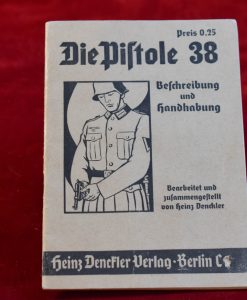 Preis 0.25
Die Pistole 38
Beschreibung
und
Handhabung
Bearbeitet und
zusammengestellt
von Heinz Denckler
Heinz Denckler-Verlag·Berlin C2